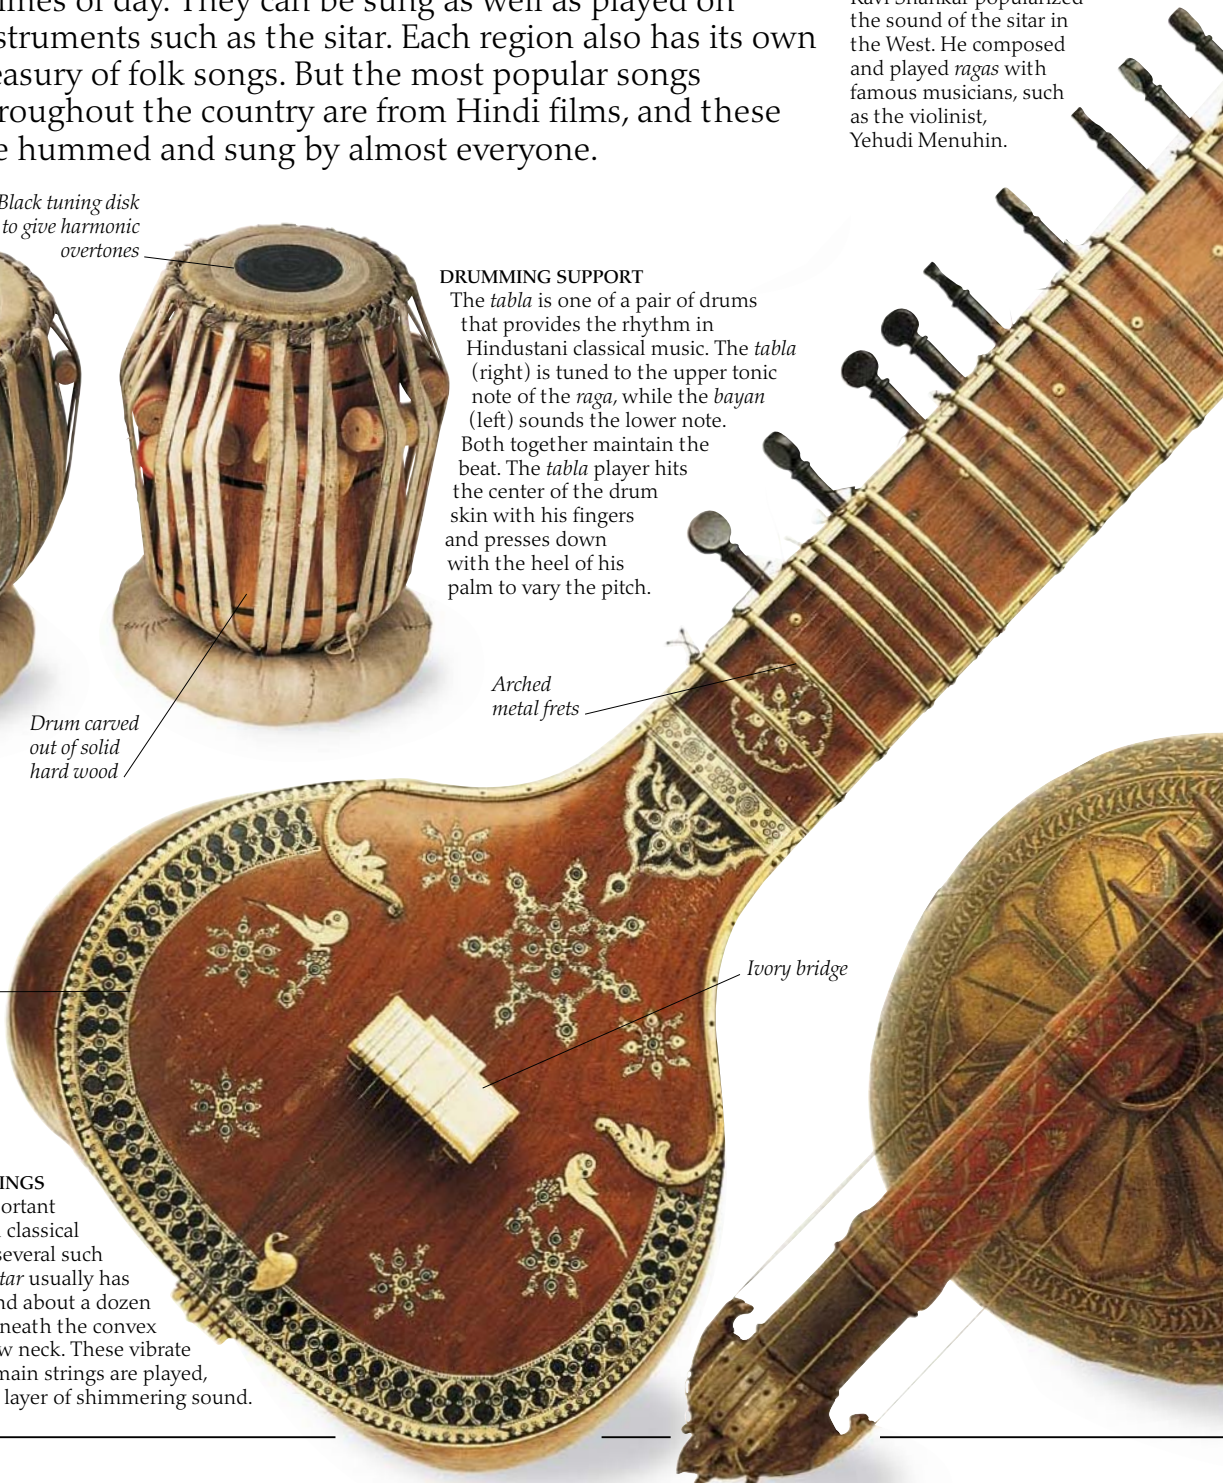 imes of day. They can be sung as well as played on
struments such as the sitar. Each region also has its own
easury of folk songs. But the most popular songs
roughout the country are from Hindi films, and these
e hummed and sung by almost everyone.
Ravi Shankar popularized
the sound of the sitar in
the West. He composed
and played ragas with
famous musicians, such
as the violinist,
Yehudi Menuhin.
Black tuning disk
to give harmonic
overtones
DRUMMING SUPPORT
The tabla is one of a pair of drums
that provides the rhythm in
Hindustani classical music. The tabla
(right) is tuned to the upper tonic
note of the raga, while the bayan
(left) sounds the lower note.
Both together maintain the
beat. The tabla player hits
the center of the drum
skin with his fingers
and presses down
with the heel of his
palm to vary the pitch.
Arched
metal frets
Drum carved
out of solid
hard wood
Ivory bridge
INGS
ortant
classical
several such
tar usually has
nd about a dozen
neath the convex
w neck. These vibrate
main strings are played,
layer of shimmering sound.